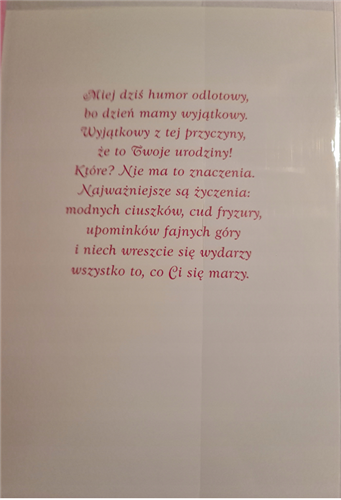 Miej dziś humor odlotowy,
bo dzień mamy wyjątkowy.
Wyjątkowy z tej przyczyny,
że to Twoje urodziny!
Które? Nie ma to znaczenia.
Najważniejsze są życzenia:
modnych ciuszków, cud fryzury,
upominków fajnych góry
i niech wreszcie się wydarzy
wszystko to, co Ci się marzy.